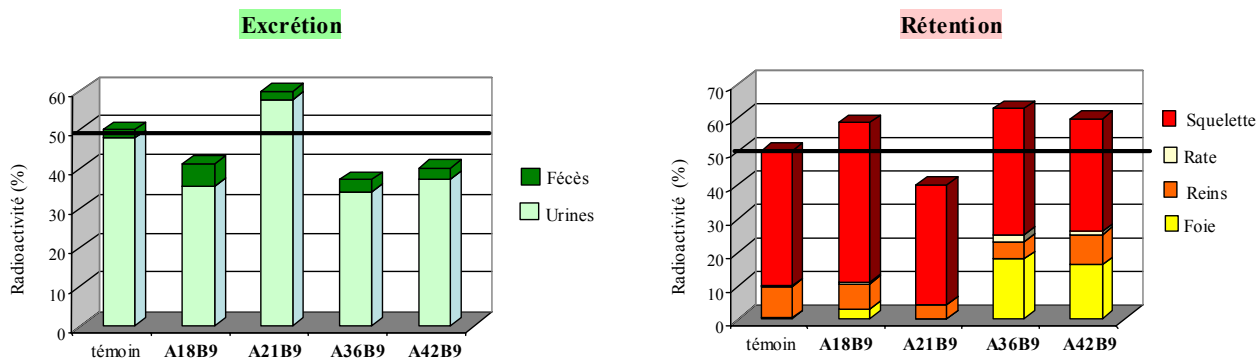 Excrétion
Radioactivité (%)
60
50
40
30
20
10
0
témoin A18B9 A21B9 A36B9 A42B9
Fécès
Urines
Rétention
Radioactivité (%)
70
60
50
40
30
20
10
0
témoin A18B9 A21B9 A36B9 A42B9
Squelette
Rate
Reins
Foie